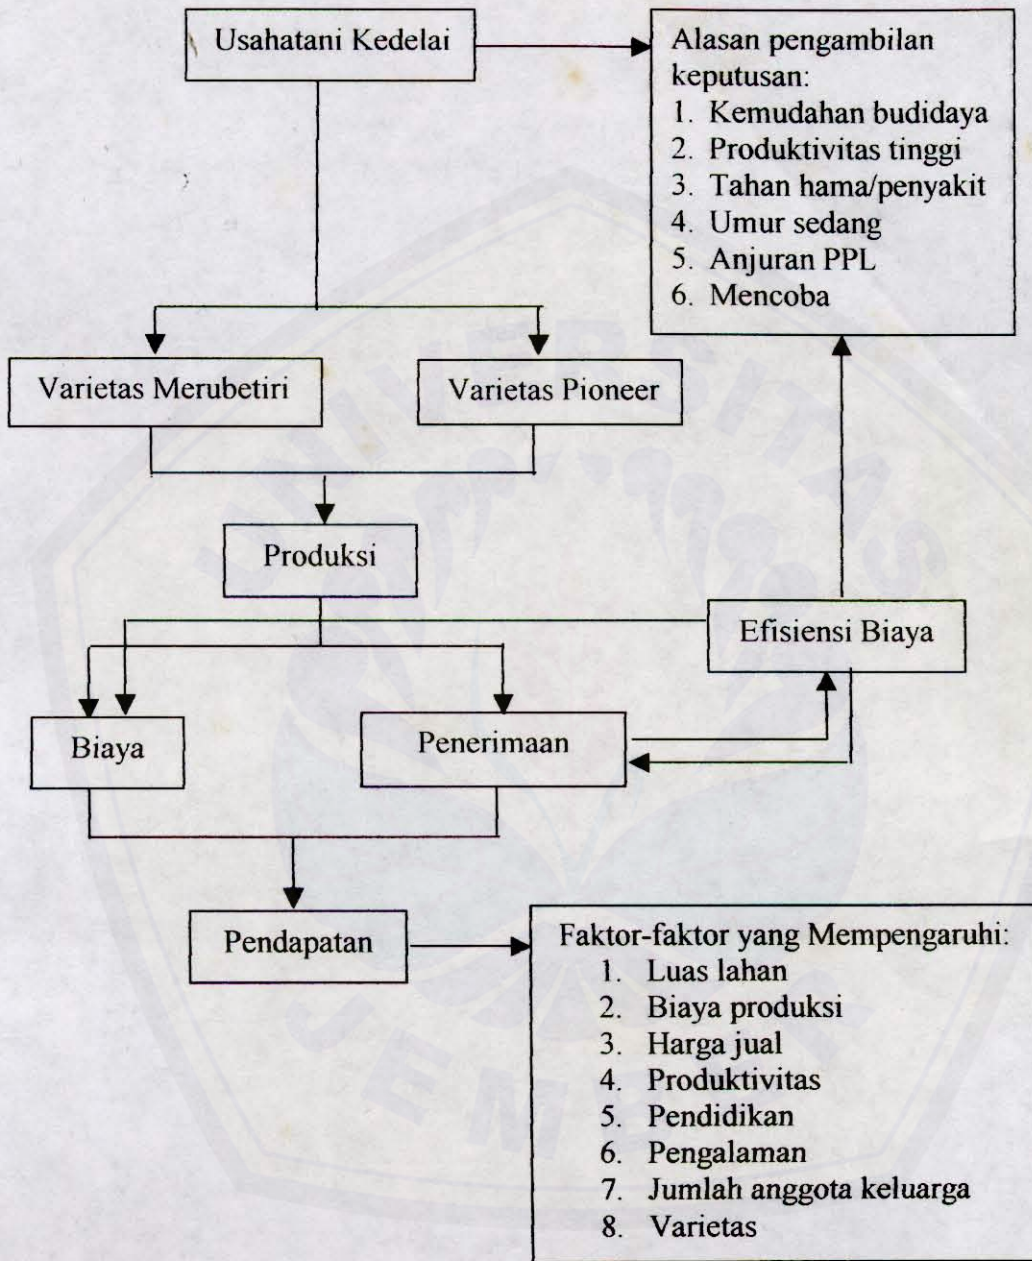 Usahatani Kedelai
Alasan pengambilan
keputusan:
1. Kemudahan budidaya
2. Produktivitas tinggi
3. Tahan hama/penyakit
4. Umur sedang
5. Anjuran PPL
6. Mencoba
Varietas Merubetiri
Varietas Pioneer
Produksi
Efisiensi Biaya
Biaya
Penerimaan
Pendapatan
Faktor-faktor yang Mempengaruhi:
1. Luas lahan
2. Biaya produksi
3. Harga jual
4. Produktivitas
5. Pendidikan
6. Pengalaman
7. Jumlah anggota keluarga
8. Varietas
UNIVERSITAS
JEMBER